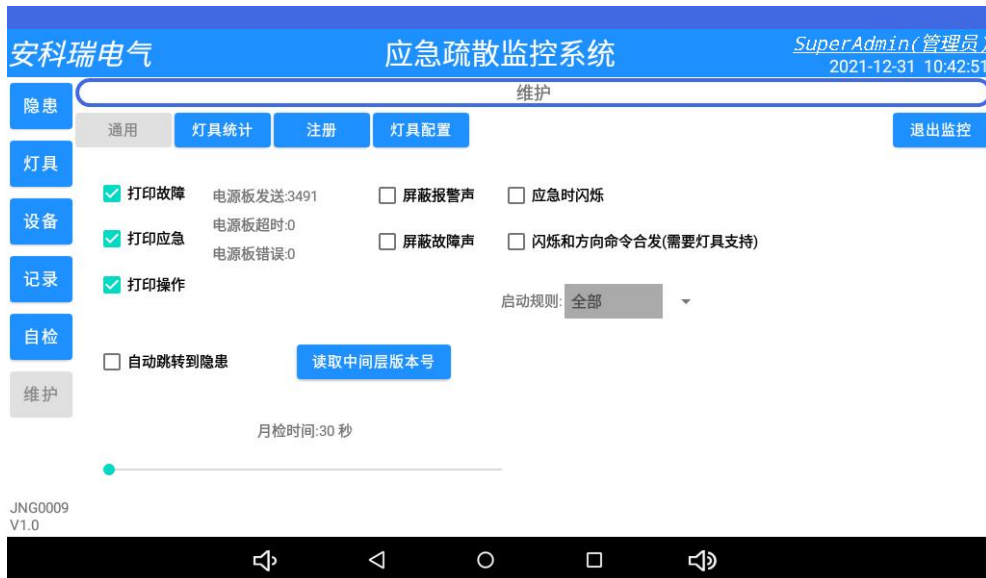 安科瑞电气
应急疏散监控系统
SuperAdmin(管理员)
2021-12-31 10:42:51
维护
隐患
灯具
设备
记录
自检
维护
通用
灯具统计
注册
灯具配置
退出监控
打印故障
电源板发送:3491
屏蔽报警声
应急时闪烁
打印应急
电源板超时:0
屏蔽故障声
闪烁和方向命令合发(需要灯具支持)
电源板错误:0
打印操作
启动规则:
全部
自动跳转到隐患
读取中间层版本号
月检时间:30 秒
JNG0009
V1.0